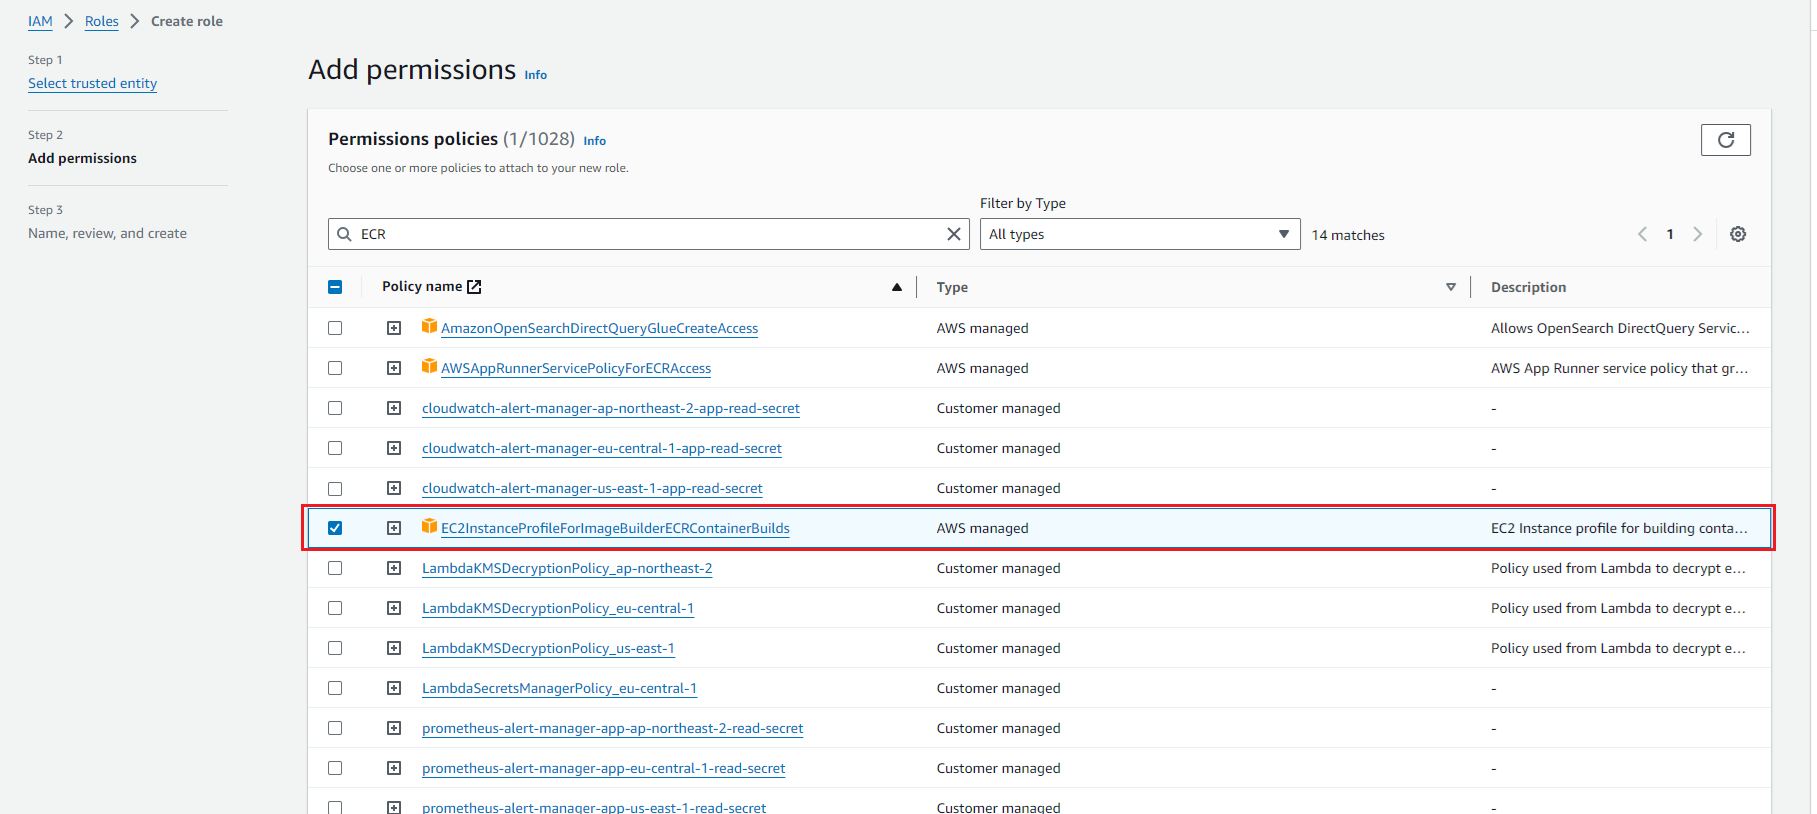 IAM > Roles > Create role
Step 1
Select trusted entity
Step 2
Add permissions
Step 3
Name, review, and create
Add permissions Info
Permissions policies (1/1028) Info
Choose one or more policies to attach to your new role.
Filter by Type
ECR All types 14 matches 1
Policy name Type Description
AmazonOpenSearchDirectQueryGlueCreateAccess AWS managed Allows OpenSearch DirectQuery Servic...
AWSAppRunnerServicePolicyForECRAccess AWS managed AWS App Runner service policy that gr...
cloudwatch-alert-manager-ap-northeast-2-app-read-secret Customer managed -
cloudwatch-alert-manager-eu-central-1-app-read-secret Customer managed -
cloudwatch-alert-manager-us-east-1-app-read-secret Customer managed -
EC2InstanceProfileForImageBuilderECRContainerBuilds AWS managed EC2 Instance profile for building conta...
LambdaKMSDecryptionPolicy_ap-northeast-2 Customer managed Policy used from Lambda to decrypt e...
LambdaKMSDecryptionPolicy_eu-central-1 Customer managed Policy used from Lambda to decrypt e...
LambdaKMSDecryptionPolicy_us-east-1 Customer managed Policy used from Lambda to decrypt e...
LambdaSecretsManagerPolicy_eu-central-1 Customer managed -
prometheus-alert-manager-app-ap-northeast-2-read-secret Customer managed -
prometheus-alert-manager-app-eu-central-1-read-secret Customer managed -
prometheus-alert-manager-app-us-east-1-read-secret Customer managed -